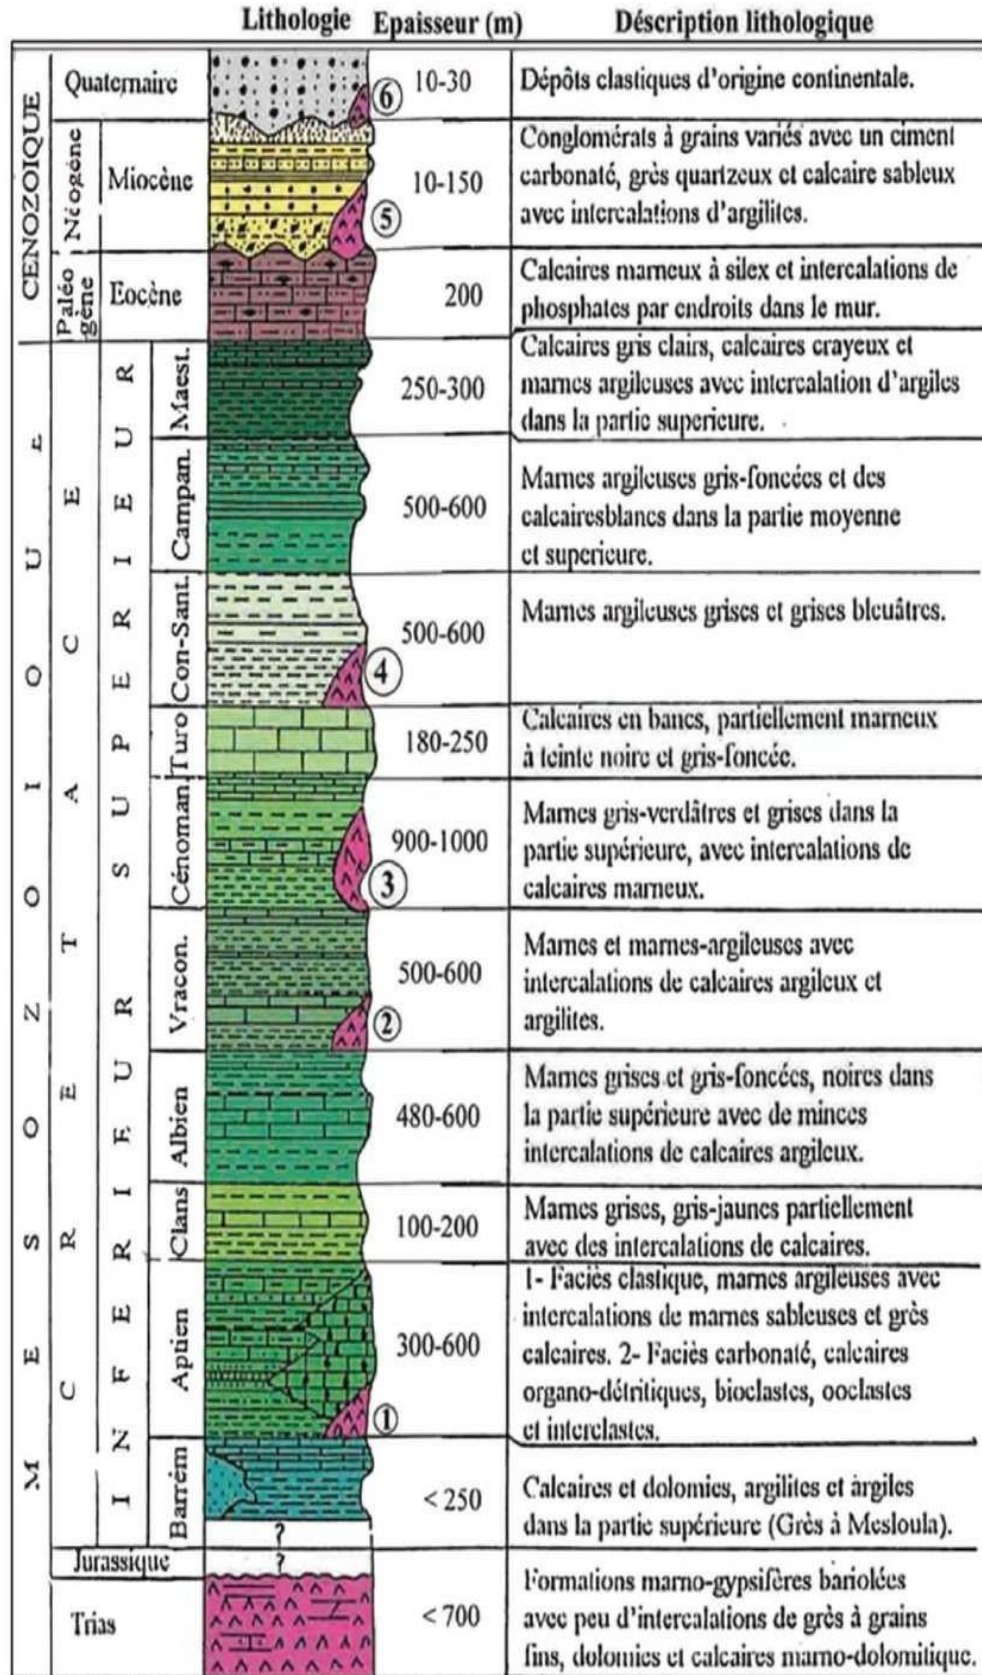 Lithologie Epaisseur (m) Déscription lithologique
CENOZOIQUE
Quaternaire
6
10-30
Dépôts clastiques d'origine continentale.
Néogéne
Miocène
5
10-150
Conglomérats à grains variés avec un ciment
carbonaté, grès quartzeux et calcaire sableux
avec intercalations d'argilites.
Paléo
gène
Eocène
200
Calcaires marneux à silex et intercalations de
phosphates par endroits dans le mur.
MESOZOIQUE
CRETACE
SUPERIEUR
Maest.
250-300
Calcaires gris clairs, calcaires crayeux et
marnes argileuses avec intercalation d'argiles
dans la partie superieure.
Campan.
500-600
Marnes argileuses gris-foncées et des
calcairesblancs dans la partie moyenne
et superieure.
Con-Sant.
4
500-600
Marnes argileuses grises et grises bleuâtres.
Turo
180-250
Calcaires en bancs, partiellement marneux
à teinte noire et gris-foncée.
Cénoman.
3
900-1000
Marnes gris-verdâtres et grises dans la
partie supérieure, avec intercalations de
calcaires marneux.
INFERIEUR
Vracon.
2
500-600
Marnes et marnes-argileuses avec
intercalations de calcaires argileux et
argilites.
Albien
480-600
Marnes grises et gris-foncées, noires dans
la partie supérieure avec de minces
intercalations de calcaires argileux.
Clans
100-200
Marnes grises, gris-jaunes partiellement
avec des intercalations de calcaires.
Aptien
1
300-600
1- Faciès clastique, marnes argileuses avec
intercalations de marnes sableuses et grès
calcaires. 2- Faciès carbonaté, calcaires
organo-détritiques, bioclastes, ooclastes
et interclastes.
Barrém
?
< 250
Calcaires et dolomies, argilites et argiles
dans la partie supérieure (Grès à Mesloula).
Jurassique
?
Trias
< 700
Formations marno-gypsifères bariolées
avec peu d'intercalations de grès à grains
fins, dolomies et calcaires marno-dolomitique.